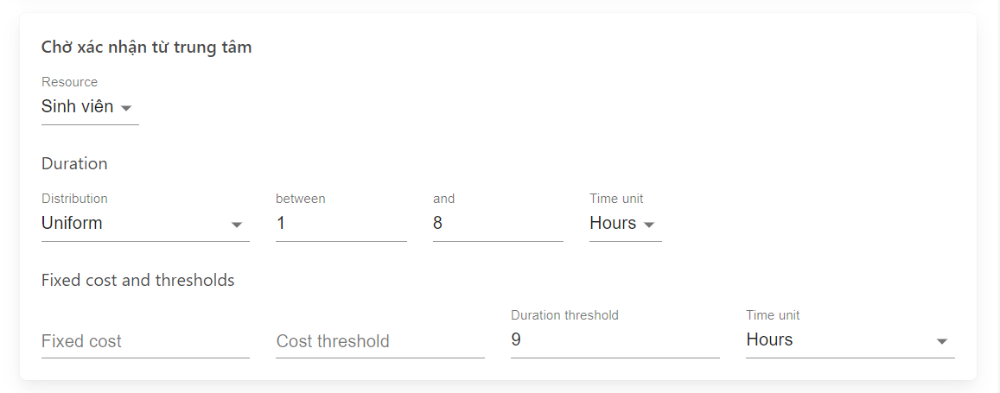 Chờ xác nhận từ trung tâm
Resource
Sinh viên
Duration
Distribution between and Time unit
Uniform 1 8 Hours
Fixed cost and thresholds
Duration threshold Time unit
Fixed cost Cost threshold 9 Hours